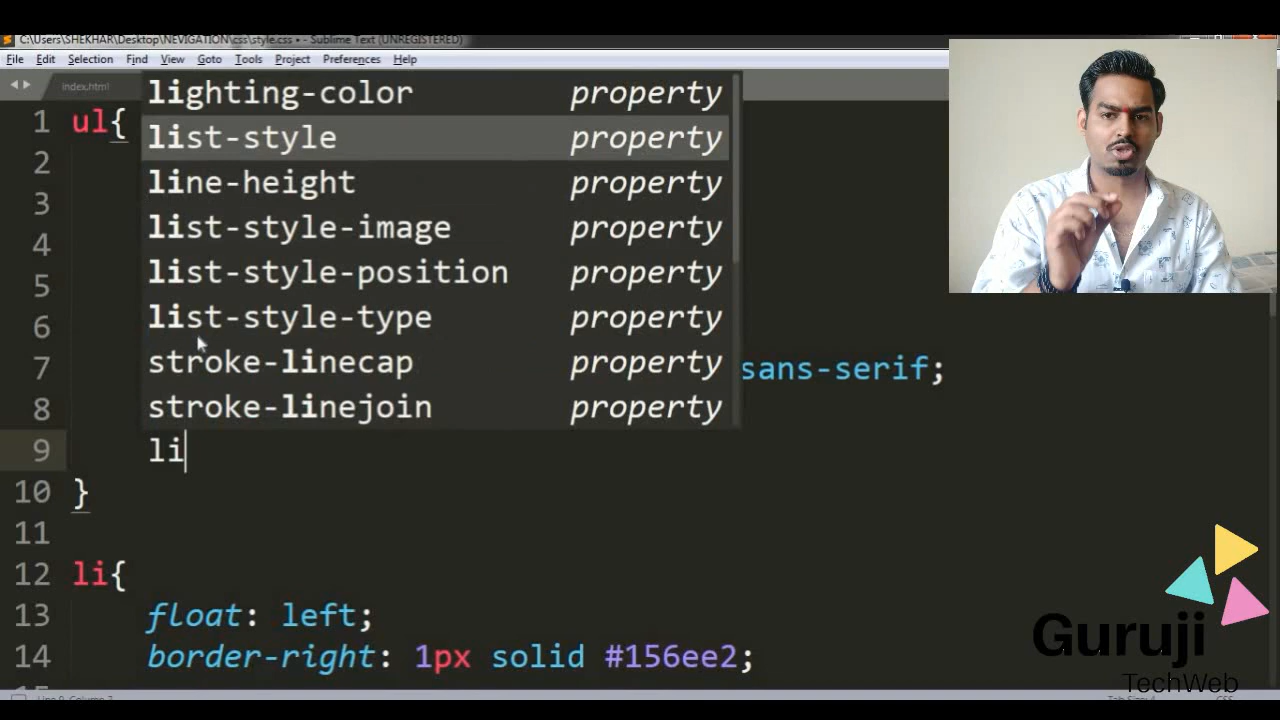 C:\Users\SHEKHAR\Desktop\NEVIGATION\css\style.css • - Sublime Text (UNREGISTERED)
File Edit Selection View Goto Tools Project Preferences Help
index.html
lighting-color property
1 ul{
list-style property
2
line-height property
3
list-style-image property
4
list-style-position property
5
list-style-type property
6
stroke-linecap property
7 sans-serif;
stroke-linejoin property
8
9 li
10 }
11
12 li{
13 float: left;
14 border-right: 1px solid #156ee2;
Guruji
TechWeb